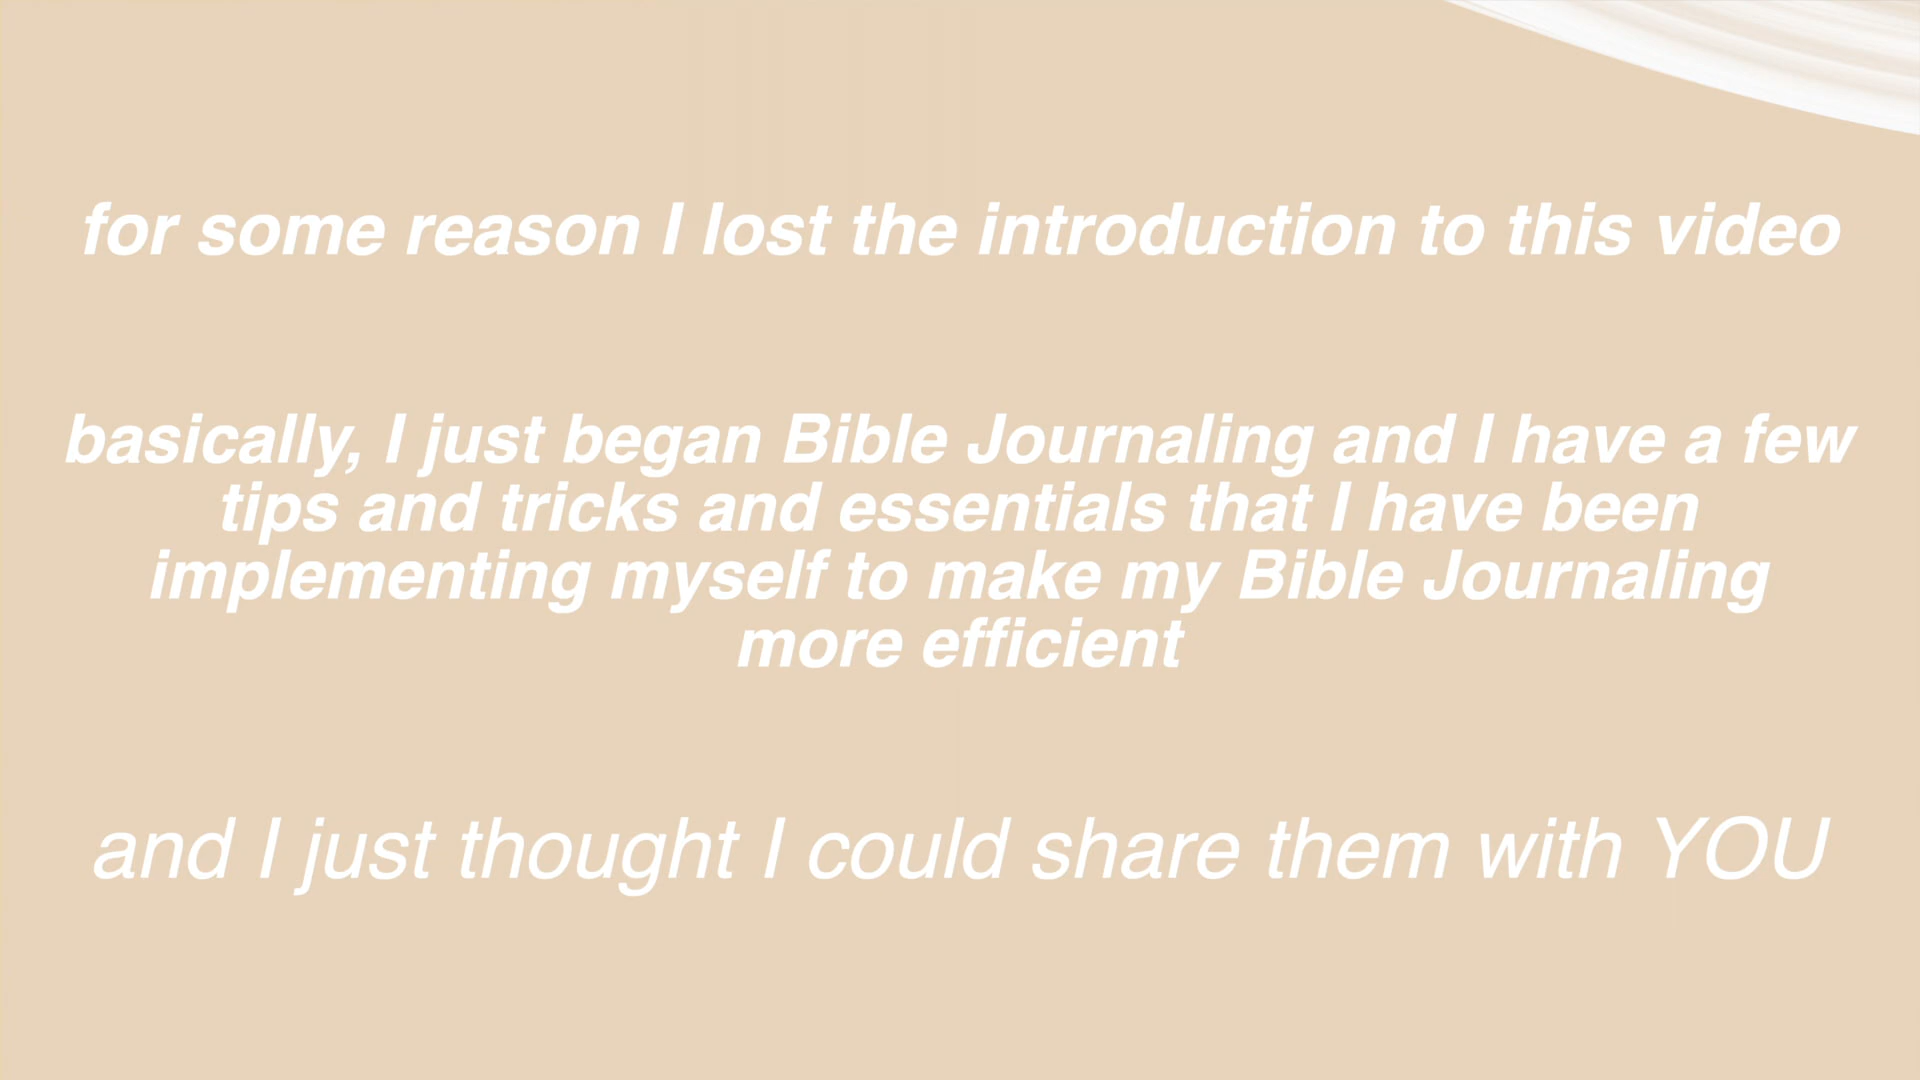 for some reason I lost the introduction to this video
basically, I just began Bible Journaling and I have a few
tips and tricks and essentials that I have been
implementing myself to make my Bible Journaling
more efficient
and I just thought I could share them with YOU